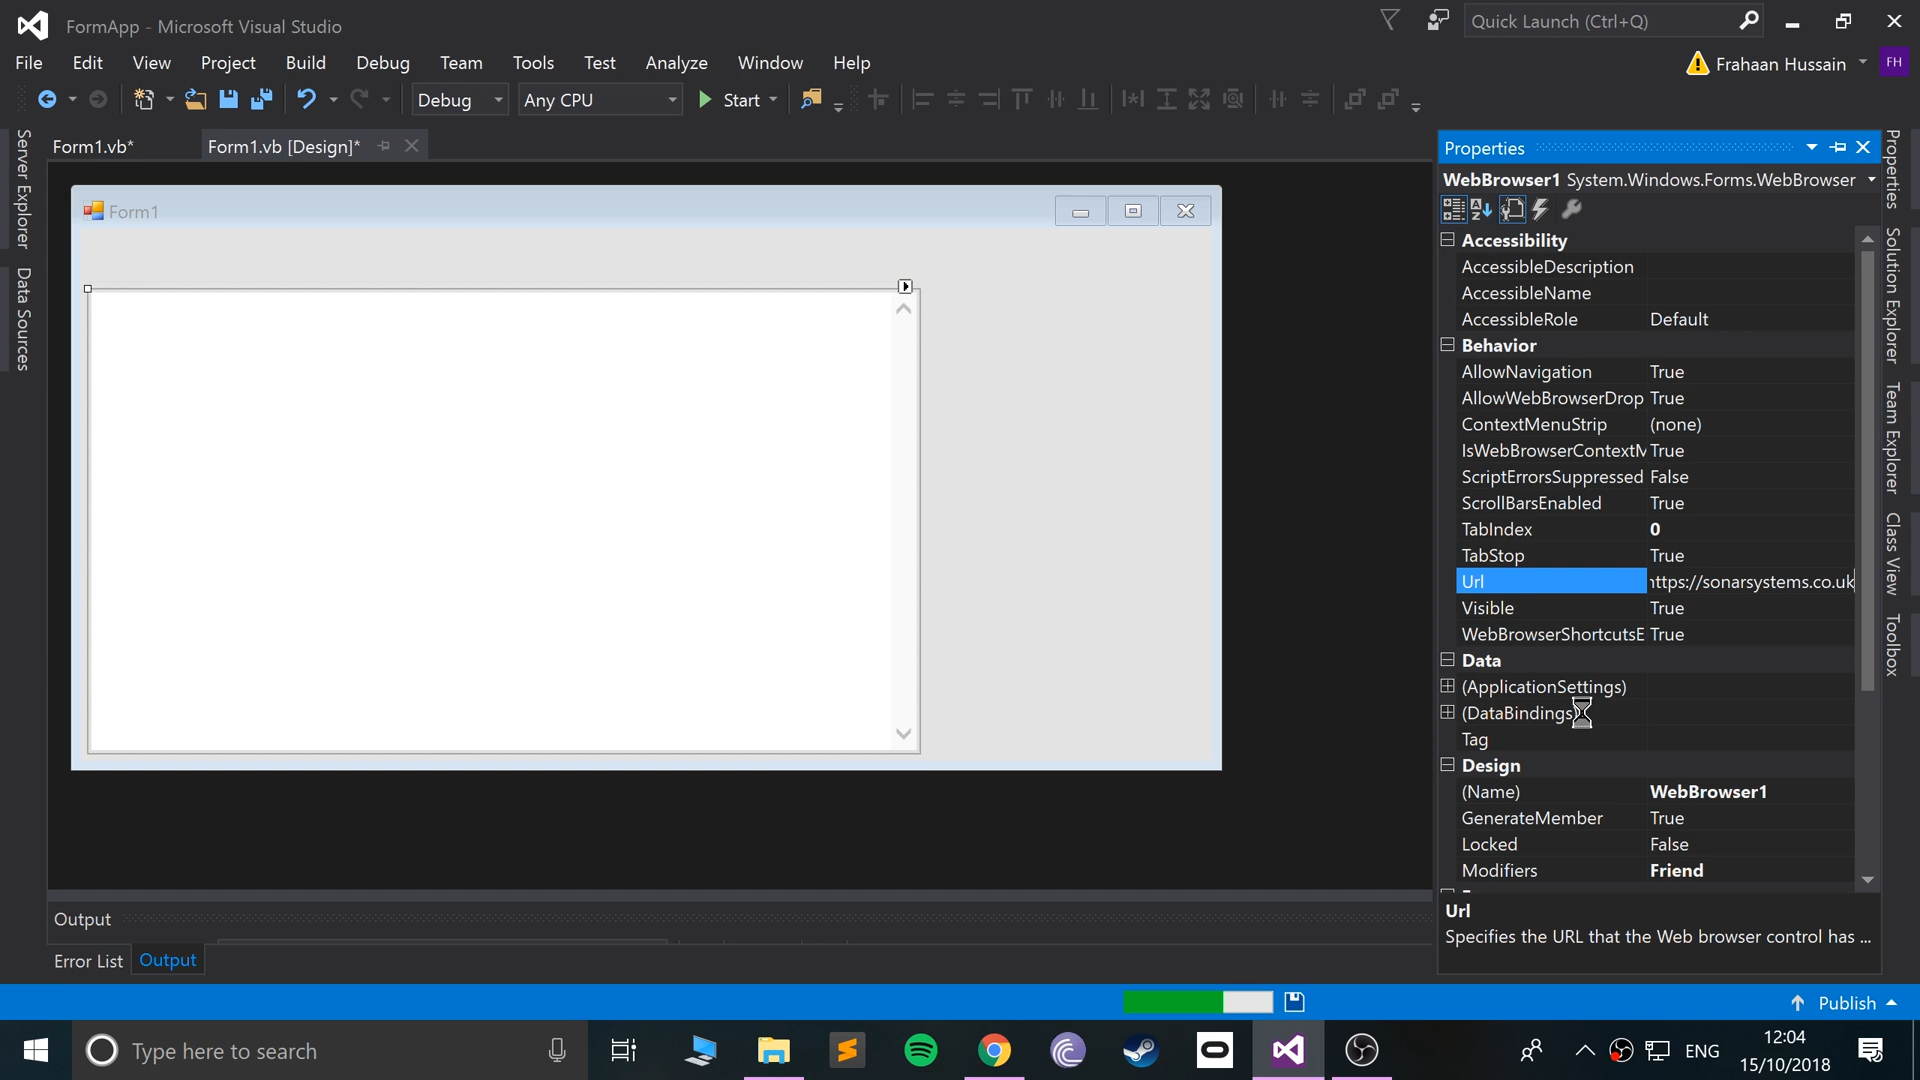 FormApp - Microsoft Visual Studio
Quick Launch (Ctrl+Q)
File Edit View Project Build Debug Team Tools Test Analyze Window Help
Frahaan Hussain FH
Debug Any CPU Start
Form1.vb* Form1.vb [Design]*
Server Explorer
Data Sources
Form1
Properties
WebBrowser1 System.Windows.Forms.WebBrowser
Accessibility
AccessibleDescription
AccessibleName
AccessibleRole Default
Behavior
AllowNavigation True
AllowWebBrowserDrop True
ContextMenuStrip (none)
IsWebBrowserContextM True
ScriptErrorsSuppressed False
ScrollBarsEnabled True
TabIndex 0
TabStop True
Url ttps://sonarsystems.co.uk
Visible True
WebBrowserShortcutsE True
Data
(ApplicationSettings)
(DataBindings)
Tag
Design
(Name) WebBrowser1
GenerateMember True
Locked False
Modifiers Friend
Url
Specifies the URL that the Web browser control has ...
Properties
Solution Explorer
Team Explorer
Class View
Toolbox
Output
Error List Output
Publish
Type here to search
ENG
12:04
15/10/2018